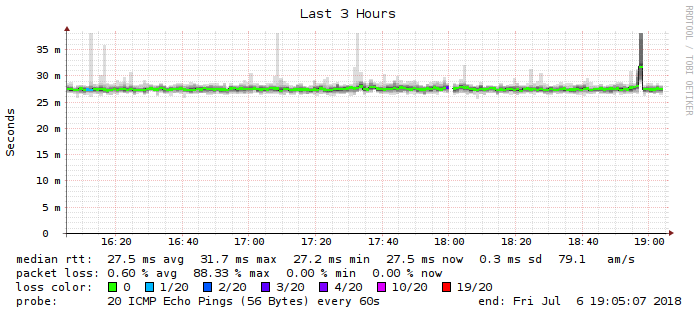 Last 3 Hours
RRDTOOL / TOBI OETIKER
Seconds
35 m
30 m
25 m
20 m
15 m
10 m
5 m
0
16:20 16:40 17:00 17:20 17:40 18:00 18:20 18:40 19:00
median rtt: 27.5 ms avg 31.7 ms max 27.2 ms min 27.5 ms now 0.3 ms sd 79.1 am/s
packet loss: 0.60 % avg 88.33 % max 0.00 % min 0.00 % now
loss color: 0 1/20 2/20 3/20 4/20 10/20 19/20
probe: 20 ICMP Echo Pings (56 Bytes) every 60s end: Fri Jul 6 19:05:07 2018